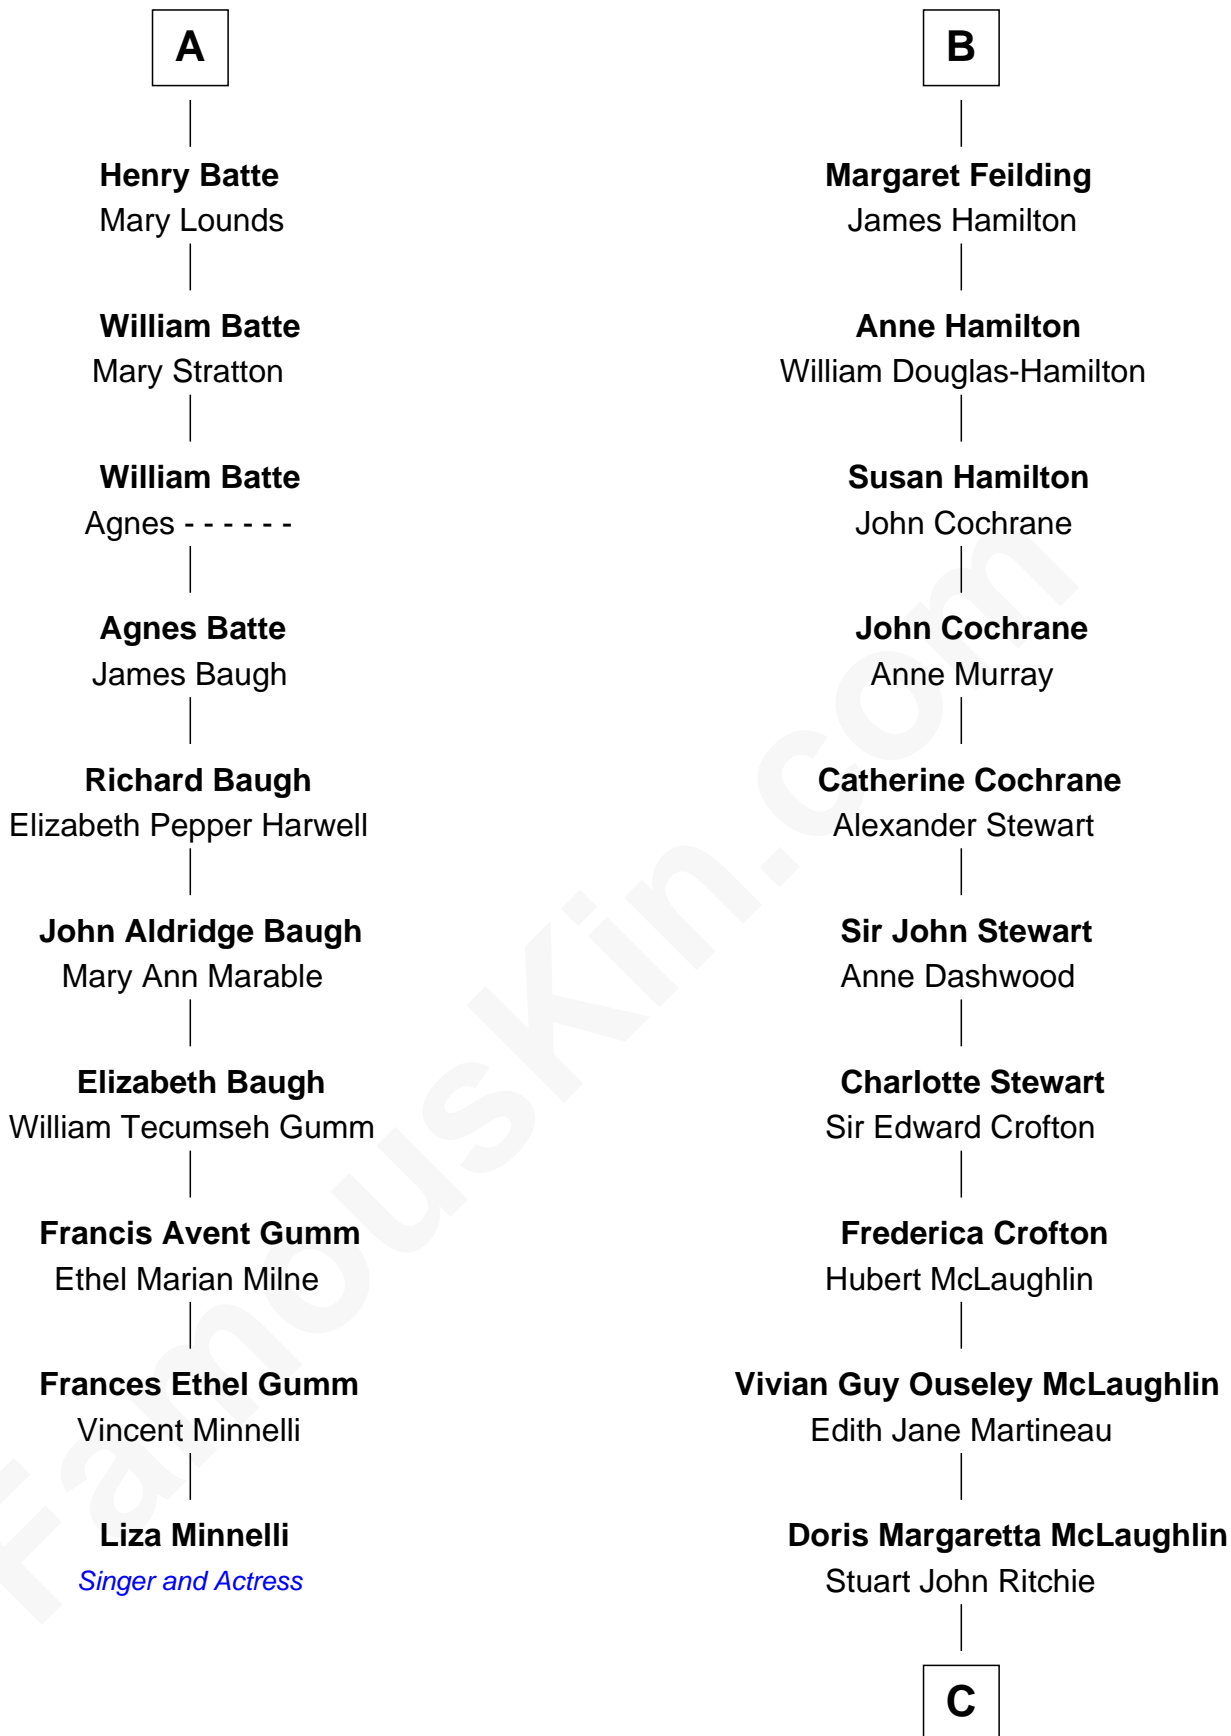 A
Henry Batte
Mary Lounds
William Batte
Mary Stratton
William Batte
Agnes - - - - - -
Agnes Batte
James Baugh
Richard Baugh
Elizabeth Pepper Harwell
John Aldridge Baugh
Mary Ann Marable
Elizabeth Baugh
William Tecumseh Gumm
Francis Avent Gumm
Ethel Marian Milne
Frances Ethel Gumm
Vincent Minnelli
Liza Minnelli
Singer and Actress
B
Margaret Feilding
James Hamilton
Anne Hamilton
William Douglas-Hamilton
Susan Hamilton
John Cochrane
John Cochrane
Anne Murray
Catherine Cochrane
Alexander Stewart
Sir John Stewart
Anne Dashwood
Charlotte Stewart
Sir Edward Crofton
Frederica Crofton
Hubert McLaughlin
Vivian Guy Ouseley McLaughlin
Edith Jane Martineau
Doris Margaretta McLaughlin
Stuart John Ritchie
C
FamousKin.com